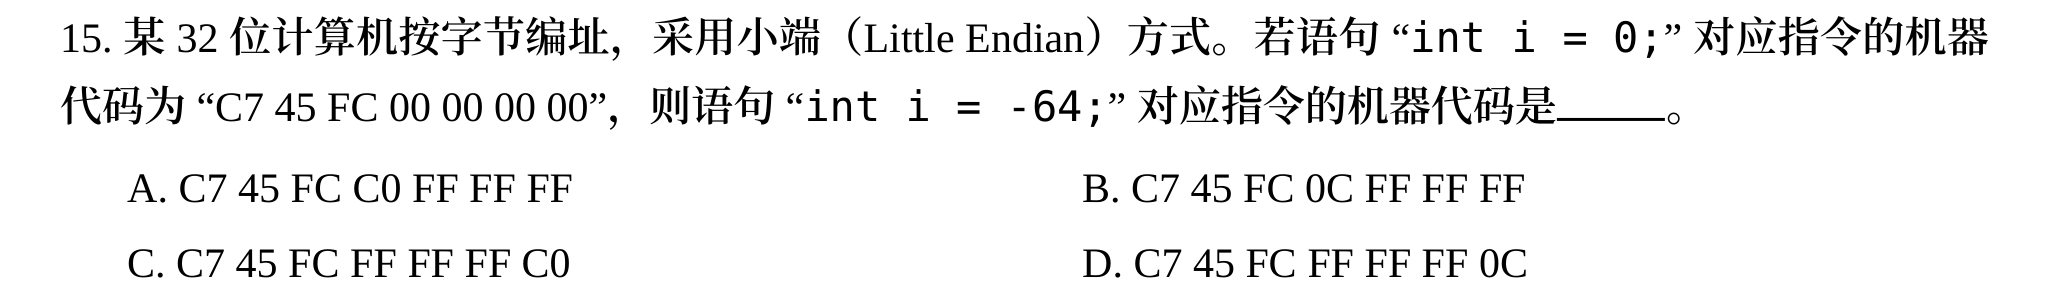 15. 某 32 位计算机按字节编址，采用小端（Little Endian）方式。若语句 “int i = 0;” 对应指令的机器
代码为 “C7 45 FC 00 00 00 00”，则语句 “int i = -64;” 对应指令的机器代码是_____。
A. C7 45 FC C0 FF FF FF B. C7 45 FC 0C FF FF FF
C. C7 45 FC FF FF FF C0 D. C7 45 FC FF FF FF 0C